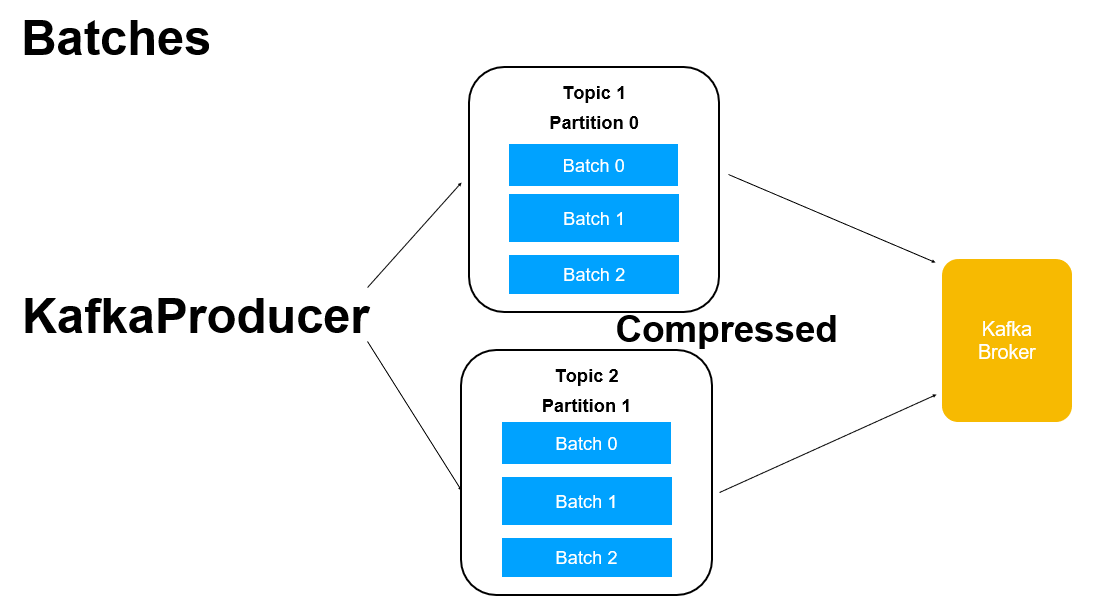 Batches
Topic 1
Partition 0
Batch 0
Batch 1
Batch 2
KafkaProducer
Compressed
Kafka
Broker
Topic 2
Partition 1
Batch 0
Batch 1
Batch 2